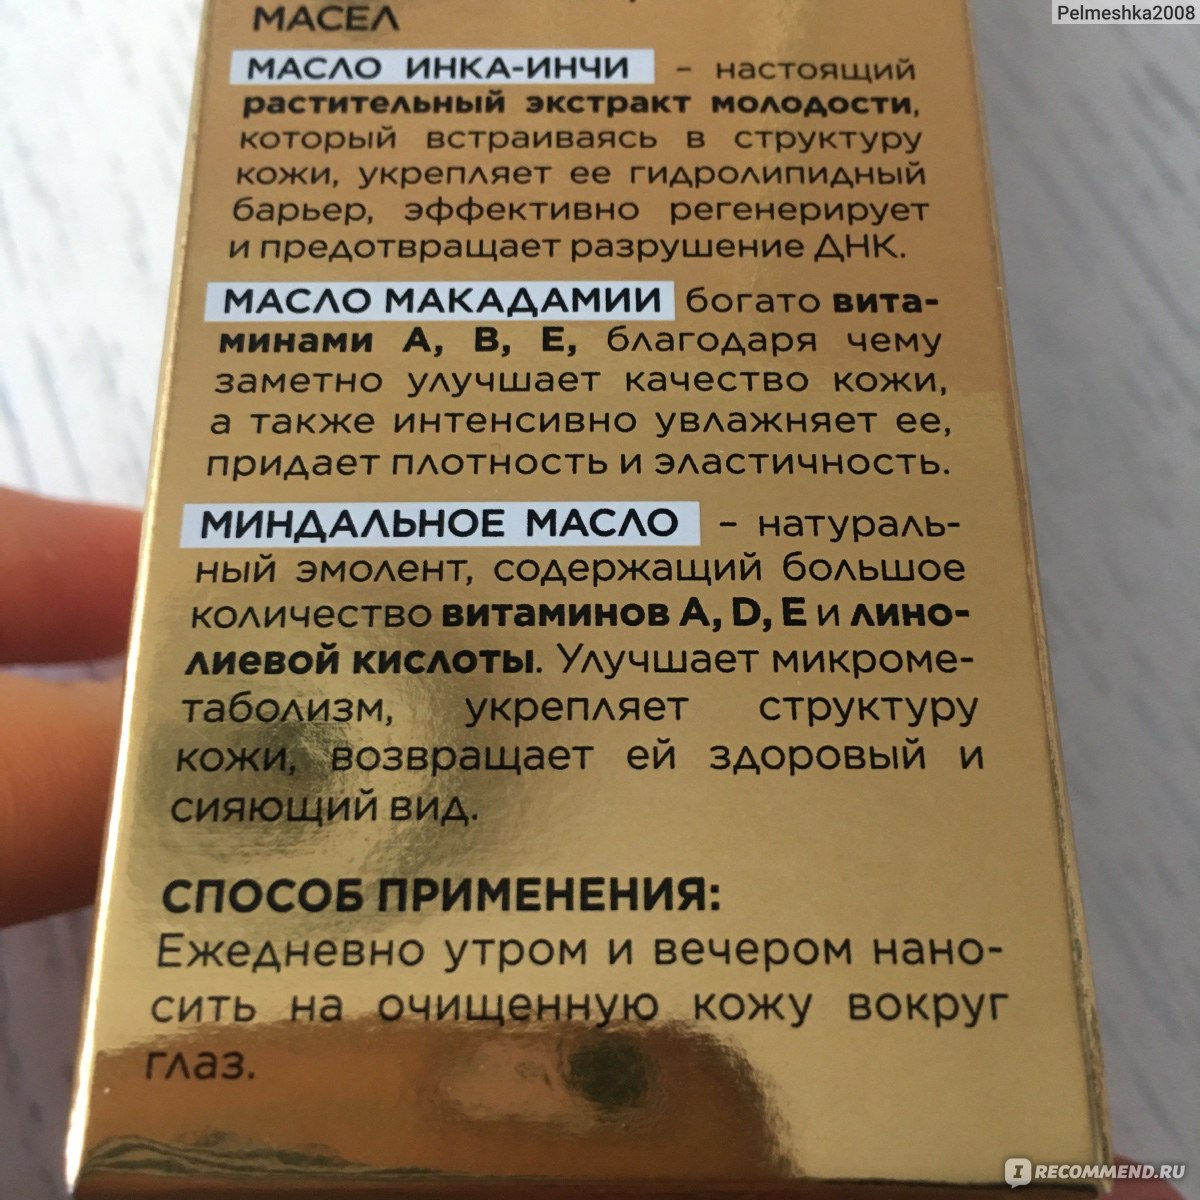 Pelmeshka2008
МАСЕЛ
МАСЛО ИНКА-ИНЧИ – настоящий
растительный экстракт молодости,
который встраиваясь в структуру
кожи, укрепляет ее гидролипидный
барьер, эффективно регенерирует
и предотвращает разрушение ДНК.
МАСЛО МАКАДАМИИ богато вита-
минами А, В, Е, благодаря чему
заметно улучшает качество кожи,
а также интенсивно увлажняет ее,
придает плотность и эластичность.
МИНДАЛЬНОЕ МАСЛО – натураль-
ный эмолент, содержащий большое
количество витаминов A, D, E и лино-
лиевой кислоты. Улучшает микроме-
таболизм, укрепляет структуру
кожи, возвращает ей здоровый и
сияющий вид.
СПОСОБ ПРИМЕНЕНИЯ:
Ежедневно утром и вечером нано-
сить на очищенную кожу вокруг
глаз.
IRECOMMEND.RU